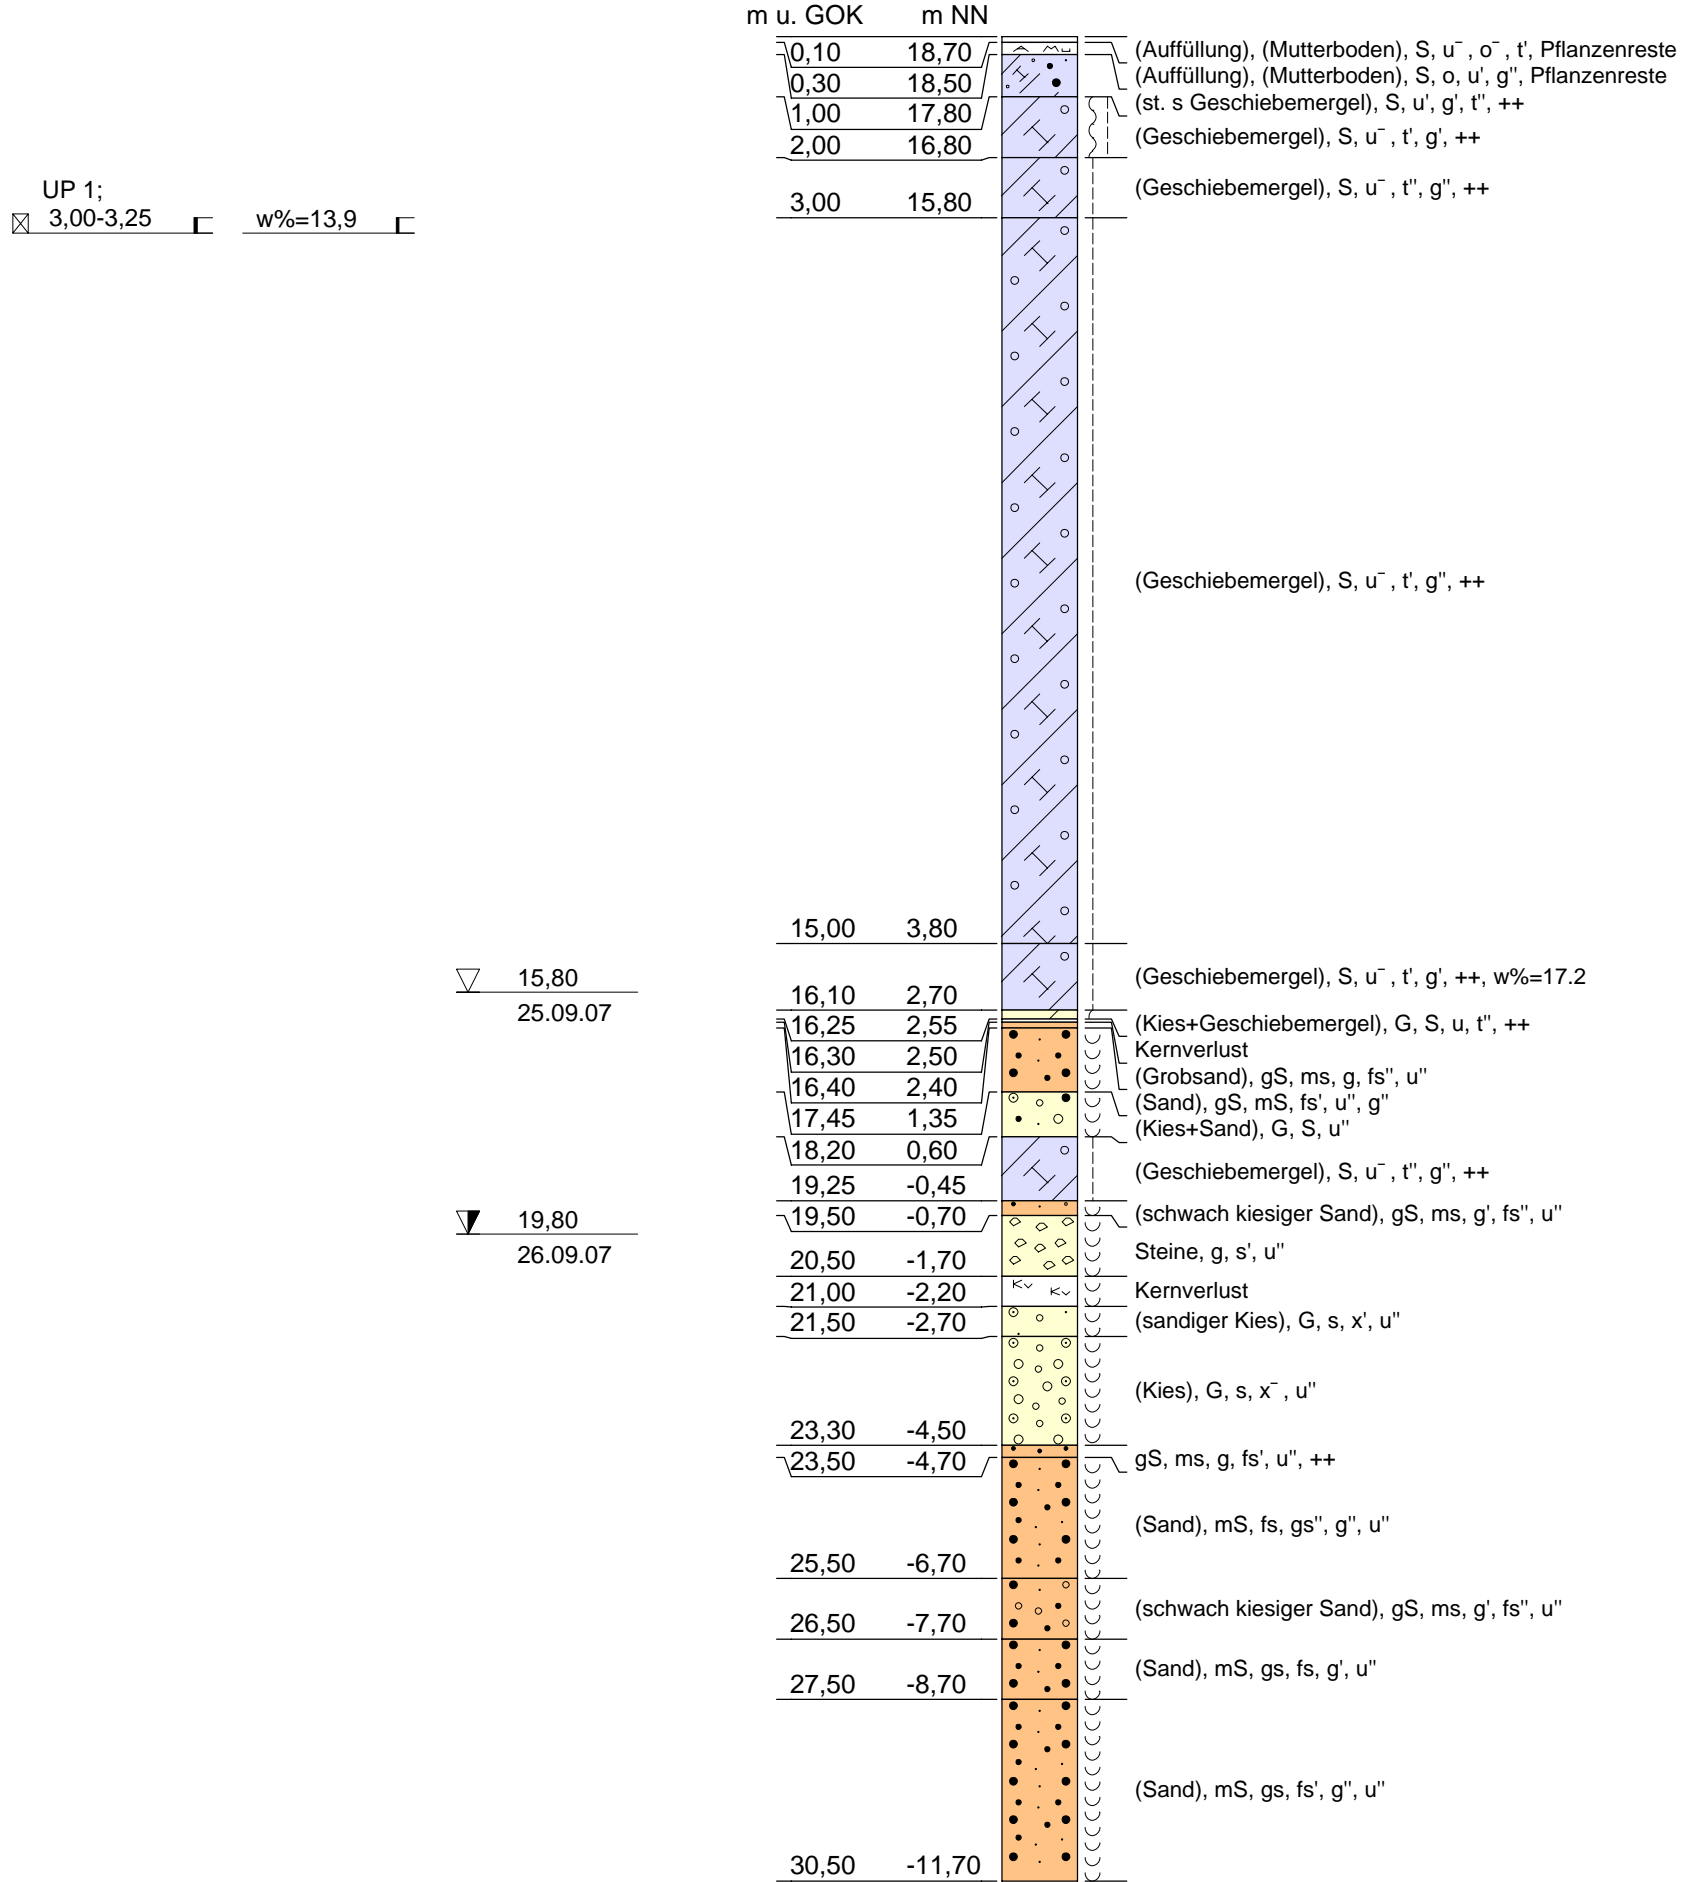 m u. GOK m NN
0,10 18,70 (Auffüllung), (Mutterboden), S, u‾, o‾, t', Pflanzenreste
0,30 18,50 (Auffüllung), (Mutterboden), S, o, u', g'', Pflanzenreste
1,00 17,80 (st. s Geschiebemergel), S, u', g', t'', ++
2,00 16,80 (Geschiebemergel), S, u‾, t', g', ++
UP 1;
3,00-3,25 w%=13,9
3,00 15,80 (Geschiebemergel), S, u‾, t'', g'', ++
(Geschiebemergel), S, u‾, t', g'', ++
15,00 3,80
15,80
25.09.07
16,10 2,70 (Geschiebemergel), S, u‾, t', g', ++, w%=17.2
16,25 2,55 (Kies+Geschiebemergel), G, S, u, t'', ++
16,30 2,50 Kernverlust
16,40 2,40 (Grobsand), gS, ms, g, fs'', u''
17,45 1,35 (Sand), gS, mS, fs', u'', g''
18,20 0,60 (Kies+Sand), G, S, u''
19,25 -0,45 (Geschiebemergel), S, u‾, t'', g'', ++
19,80
26.09.07
19,50 -0,70 (schwach kiesiger Sand), gS, ms, g', fs'', u''
20,50 -1,70 Steine, g, s', u''
Kv Kv
21,00 -2,20 Kernverlust
21,50 -2,70 (sandiger Kies), G, s, x', u''
(Kies), G, s, x‾, u''
23,30 -4,50
23,50 -4,70 gS, ms, g, fs', u'', ++
(Sand), mS, fs, gs'', g'', u''
25,50 -6,70
26,50 -7,70 (schwach kiesiger Sand), gS, ms, g', fs'', u''
27,50 -8,70 (Sand), mS, gs, fs, g', u''
(Sand), mS, gs, fs', g'', u''
30,50 -11,70